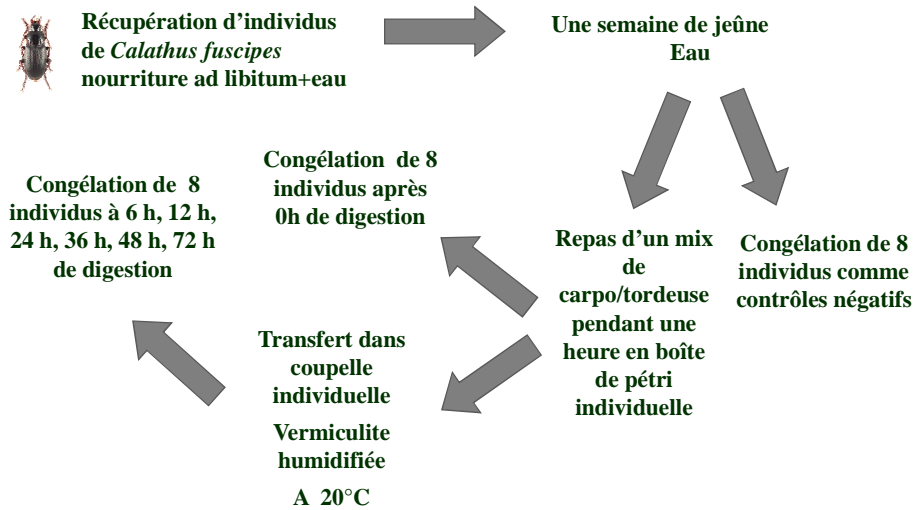 Récupération d'individus
de Calathus fuscipes
nourriture ad libitum+eau
Une semaine de jeûne
Eau
Repas d'un mix
de
carpo/tordeuse
pendant une
heure en boîte
de pétri
individuelle
Congélation de 8
individus comme
contrôles négatifs
Congélation de 8
individus après
0h de digestion
Transfert dans
coupelle
individuelle
Vermiculite
humidifiée
A 20°C
Congélation de 8
individus à 6 h, 12 h,
24 h, 36 h, 48 h, 72 h
de digestion